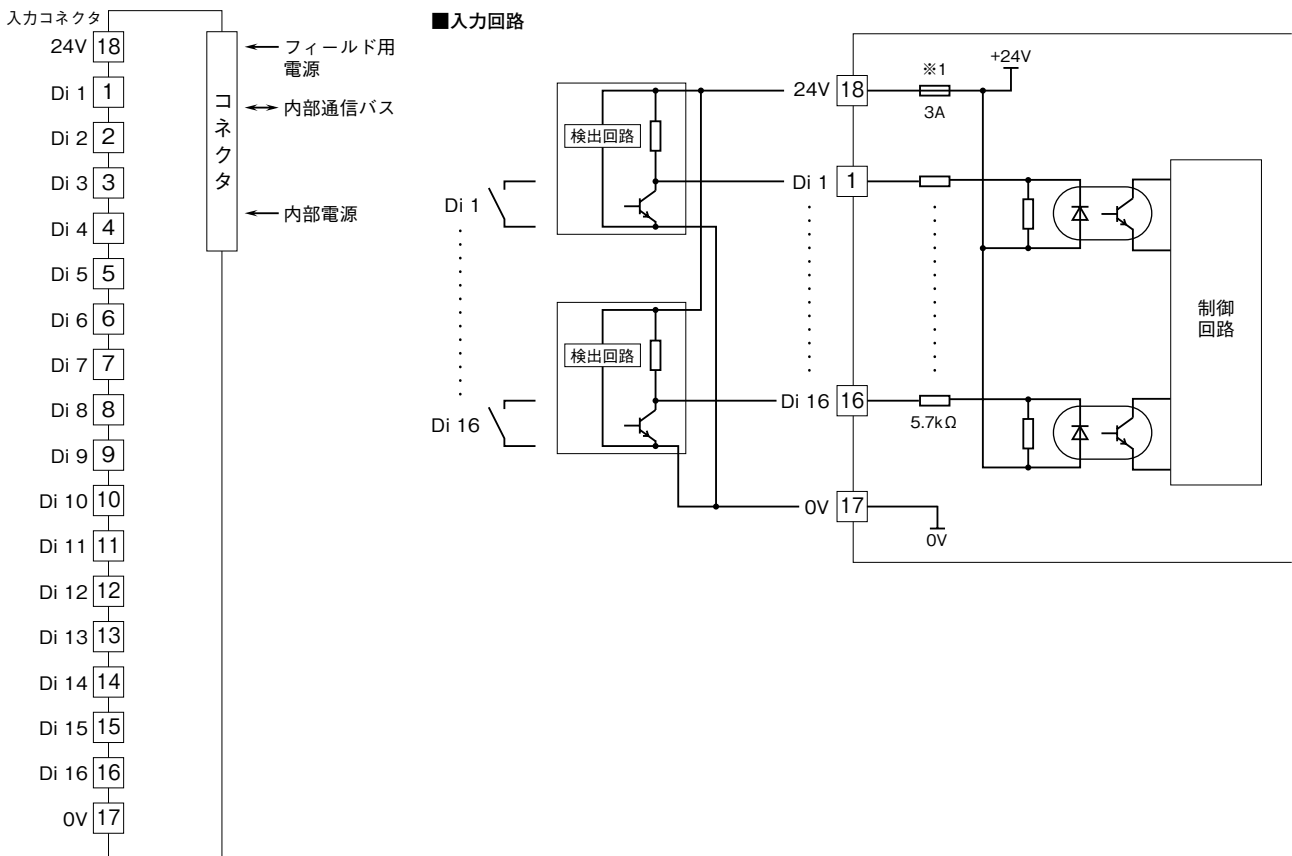 入力コネクタ
24V 18
Di 1 1
Di 2 2
Di 3 3
Di 4 4
Di 5 5
Di 6 6
Di 7 7
Di 8 8
Di 9 9
Di 10 10
Di 11 11
Di 12 12
Di 13 13
Di 14 14
Di 15 15
Di 16 16
0V 17
コネクタ
フィールド用
電源
内部通信バス
内部電源
■入力回路
Di 1
Di 16
検出回路
検出回路
24V 18
※1
3A
+24V
Di 1 1
Di 16 16
5.7kΩ
0V 17
0V
制御
回路